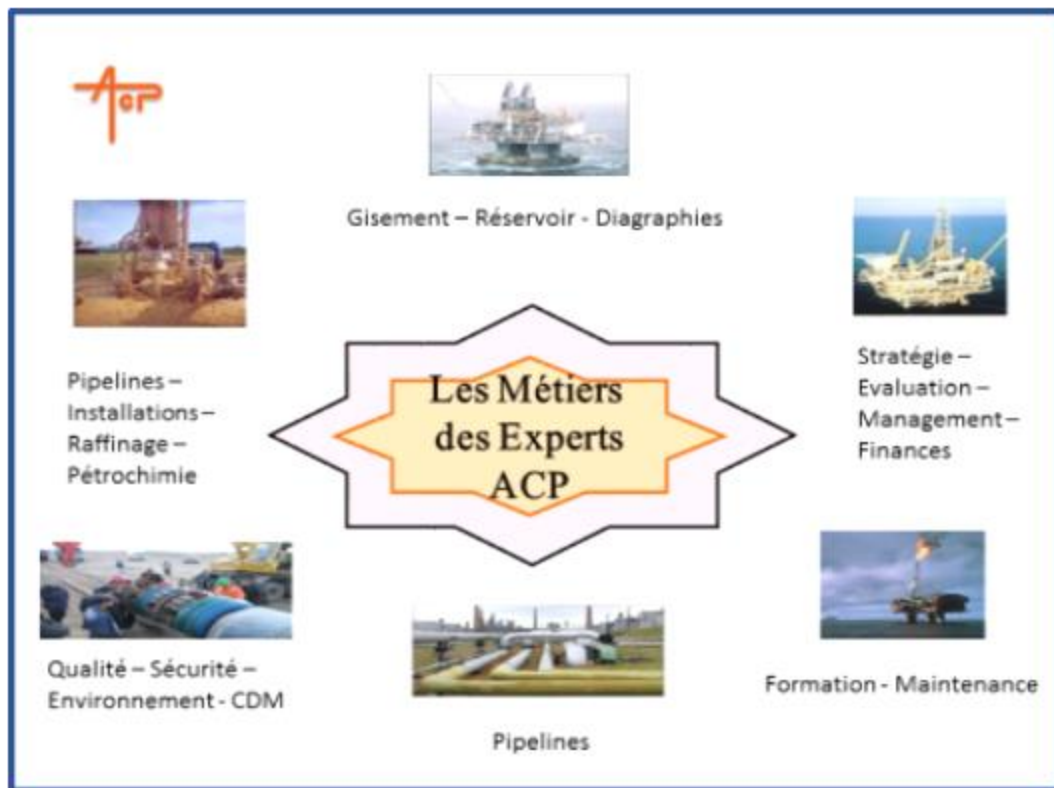 ACP
Gisement – Réservoir - Diagraphies
Pipelines –
Installations –
Raffinage –
Pétrochimie
Les Métiers
des Experts
ACP
Stratégie –
Evaluation –
Management –
Finances
Qualité – Sécurité –
Environnement - CDM
Pipelines
Formation - Maintenance